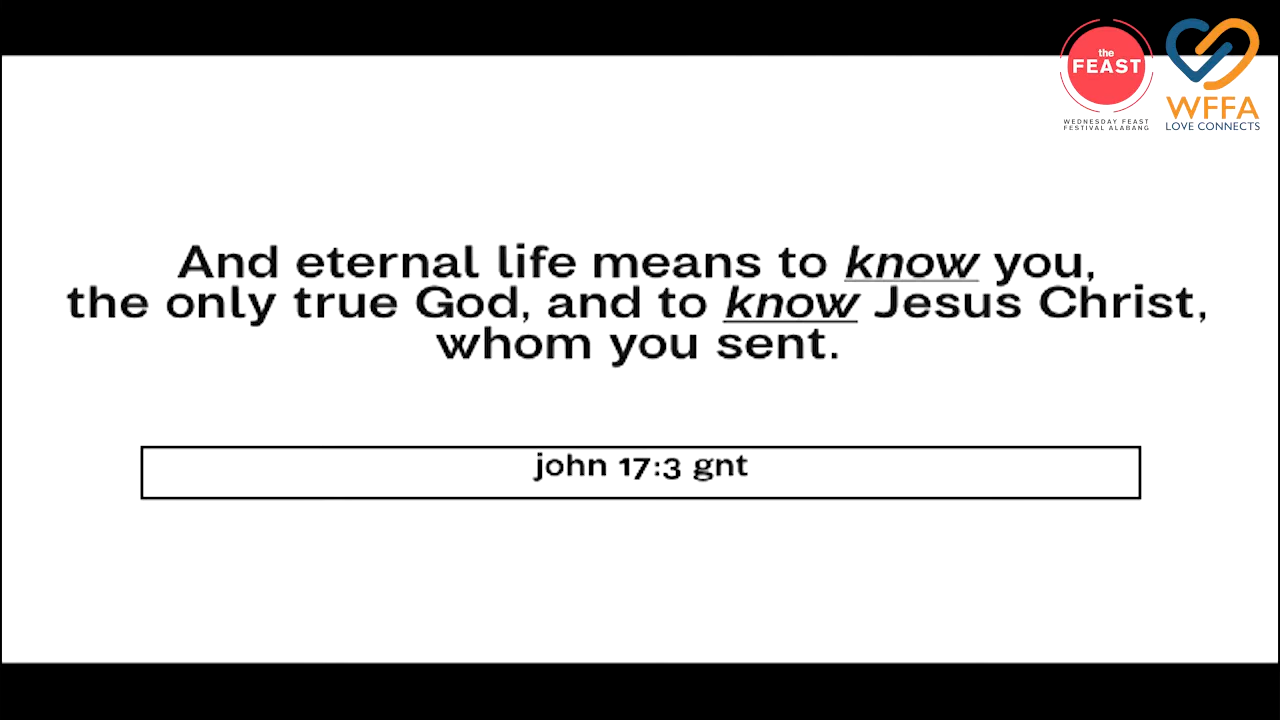 the
FEAST
WEDNESDAY FEAST
FESTIVAL ALABANG
WFFA
LOVE CONNECTS
And eternal life means to know you,
the only true God, and to know Jesus Christ,
whom you sent.
john 17:3 gnt